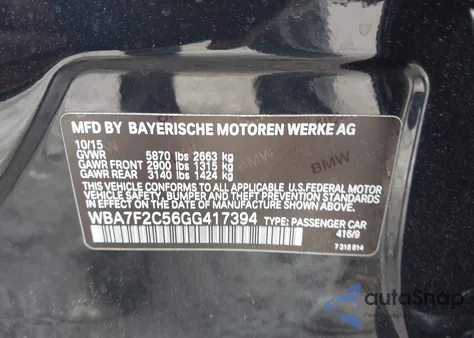 MFD BY BAYERISCHE MOTOREN WERKE AG
10/15
GVWR 5870 lbs 2663 kg
GAWR FRONT 2900 lbs 1315 kg
GAWR REAR 3140 lbs 1424 kg
THIS VEHICLE CONFORMS TO ALL APPLICABLE U.S. FEDERAL MOTOR
VEHICLE SAFETY, BUMPER, AND THEFT PREVENTION STANDARDS
IN EFFECT ON THE DATE OF MANUFACTURE SHOWN ABOVE.
WBA7F2C56GG417394 TYPE: PASSENGER CAR
416/9
7 318 814
BMW
BMW
autoSnap